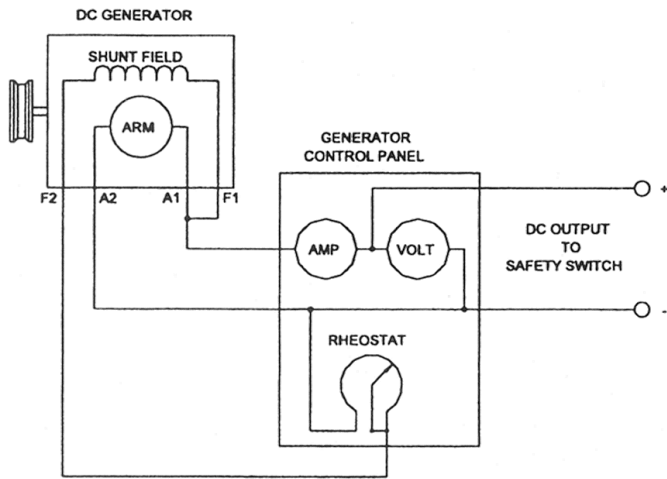 DC GENERATOR
SHUNT FIELD
ARM
F2 A2 A1 F1
GENERATOR
CONTROL PANEL
AMP
VOLT
+
DC OUTPUT
TO
SAFETY SWITCH
-
RHEOSTAT